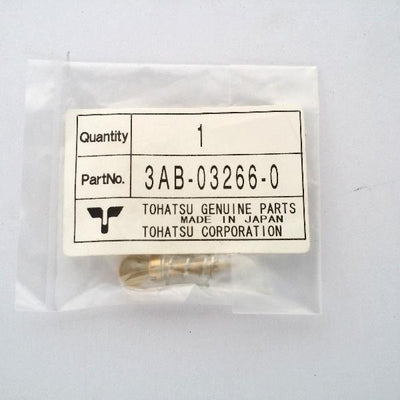 Quantity 1
PartNo. 3AB-03266-0
TOHATSU GENUINE PARTS
MADE IN JAPAN
TOHATSU CORPORATION